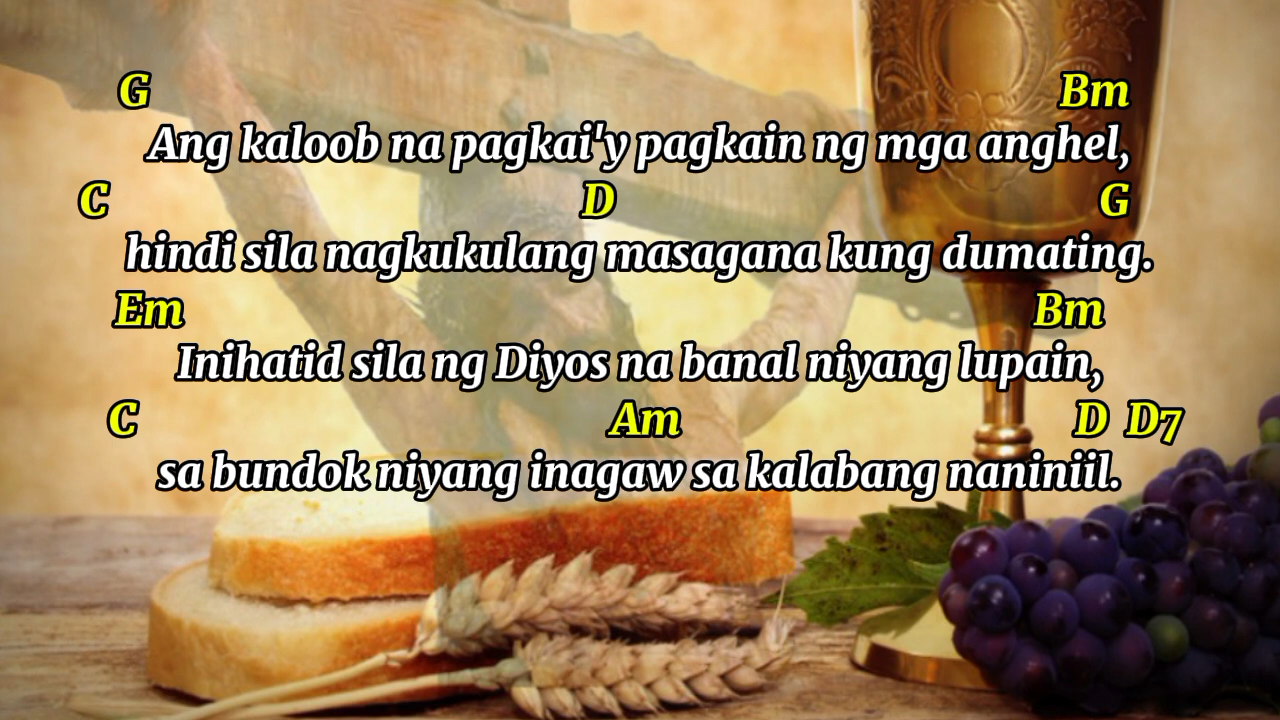 G Bm
Ang kaloob na pagkai'y pagkain ng mga anghel,
C D G
hindi sila nagkukulang masagana kung dumating.
Em Bm
Inihatid sila ng Diyos na banal niyang lupain,
C Am D D7
sa bundok niyang inagaw sa kalabang naniniil.